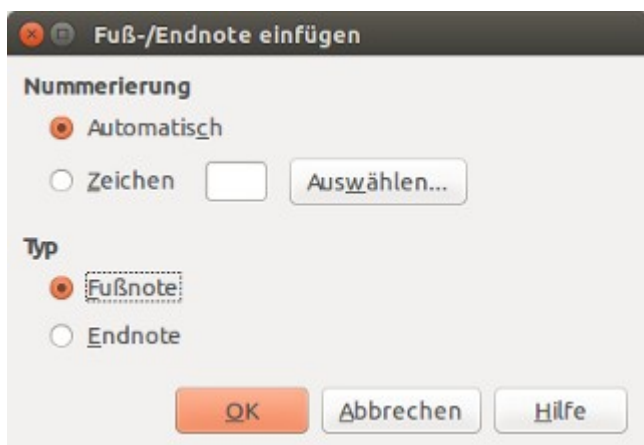 Fuß-/Endnote einfügen
Nummerierung
Automatisch
Zeichen Auswählen...
Typ
Fußnote
Endnote
OK Abbrechen Hilfe